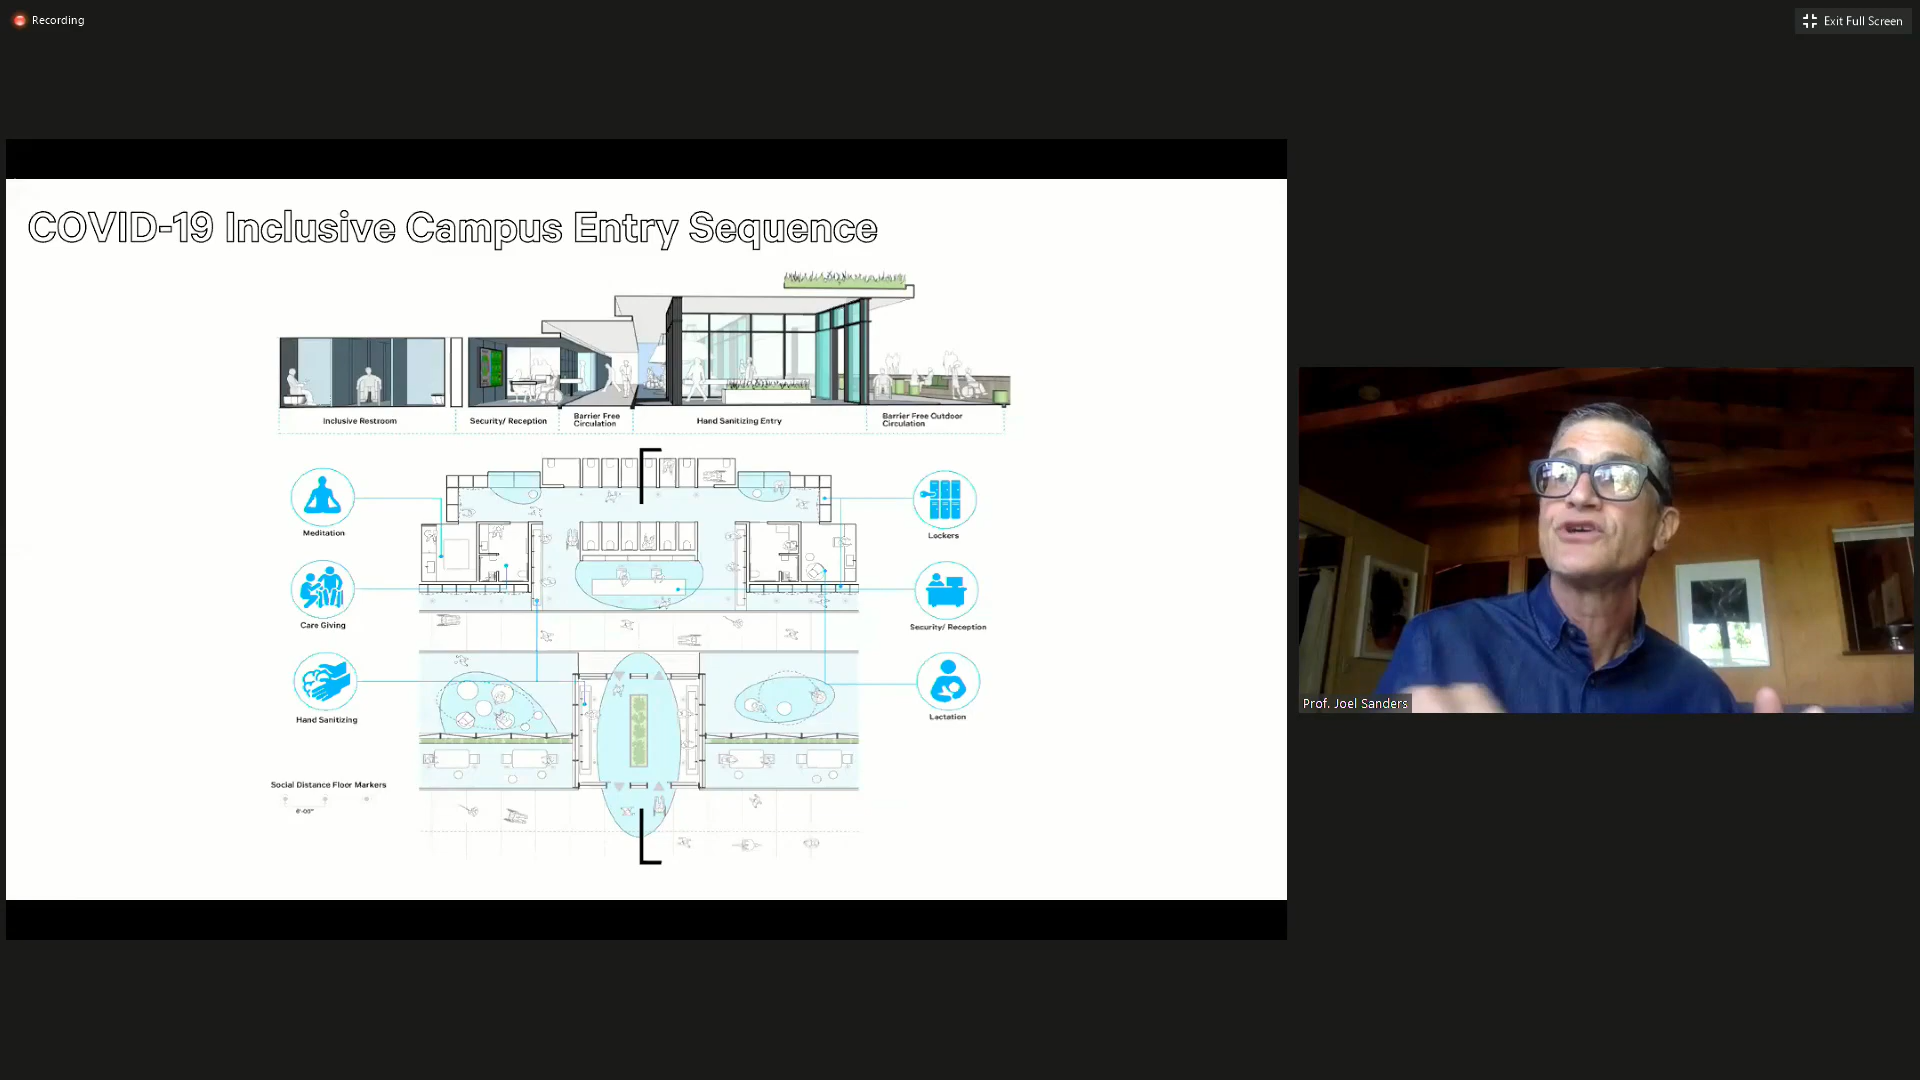 Recording
Exit Full Screen
COVID-19 Inclusive Campus Entry Sequence
Inclusive Restroom
Security/ Reception
Barrier Free
Circulation
Hand Sanitizing Entry
Barrier Free Outdoor
Circulation
Meditation
Lockers
Care Giving
Security/ Reception
Hand Sanitizing
Lactation
Prof. Joel Sanders
Social Distance Floor Markers
6'-00"